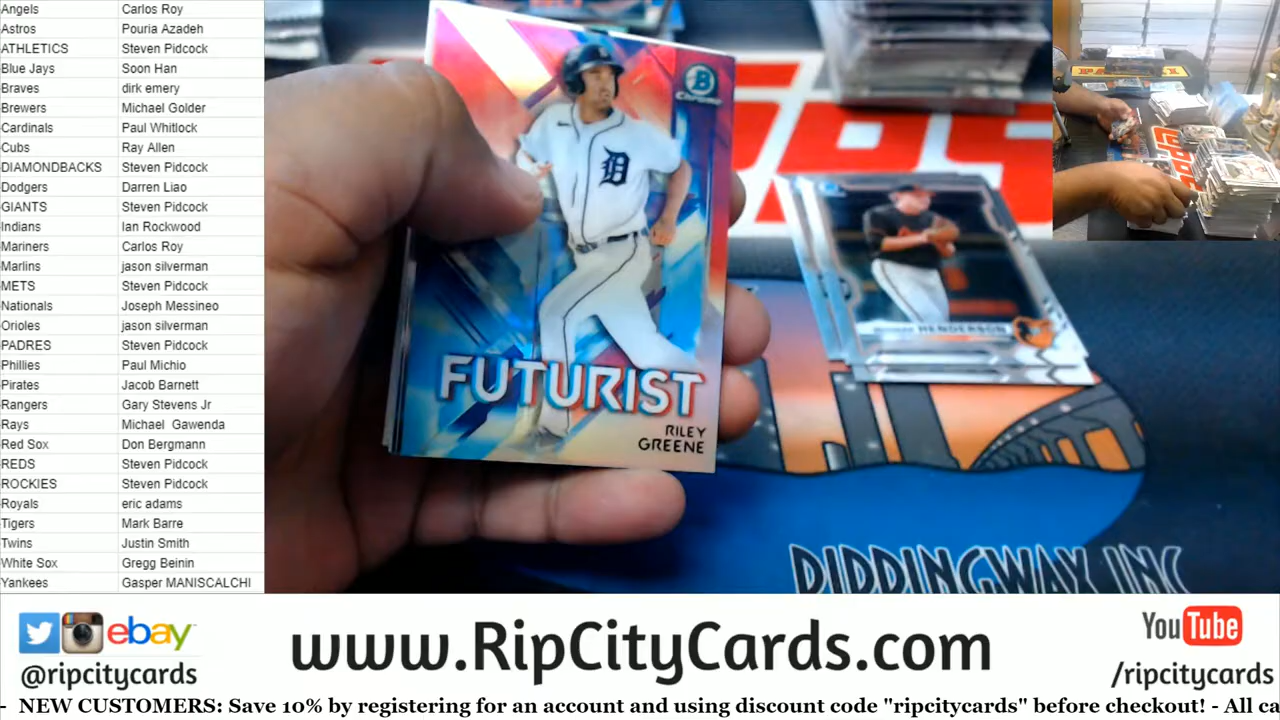 Angels Carlos Roy
Astros Pouria Azadeh
ATHLETICS Steven Pidcock
Blue Jays Soon Han
Braves dirk emery
Brewers Michael Golder
Cardinals Paul Whitlock
Cubs Ray Allen
DIAMONDBACKS Steven Pidcock
Dodgers Darren Liao
GIANTS Steven Pidcock
Indians Ian Rockwood
Mariners Carlos Roy
Marlins jason silverman
METS Steven Pidcock
Nationals Joseph Messineo
Orioles jason silverman
PADRES Steven Pidcock
Phillies Paul Michio
Pirates Jacob Barnett
Rangers Gary Stevens Jr
Rays Michael Gawenda
Red Sox Don Bergmann
REDS Steven Pidcock
ROCKIES Steven Pidcock
Royals eric adams
Tigers Mark Barre
Twins Justin Smith
White Sox Gregg Beinin
Yankees Gasper MANISCALCHI
B
Chrome
D
FUTURIST
RILEY
GREENE
HENDERSON
RIPPINGWAX INC
ebay
@ripcitycards
www.RipCityCards.com
YouTube
/ripcitycards
- NEW CUSTOMERS: Save 10% by registering for an account and using discount code "ripcitycards" before checkout! - All ca